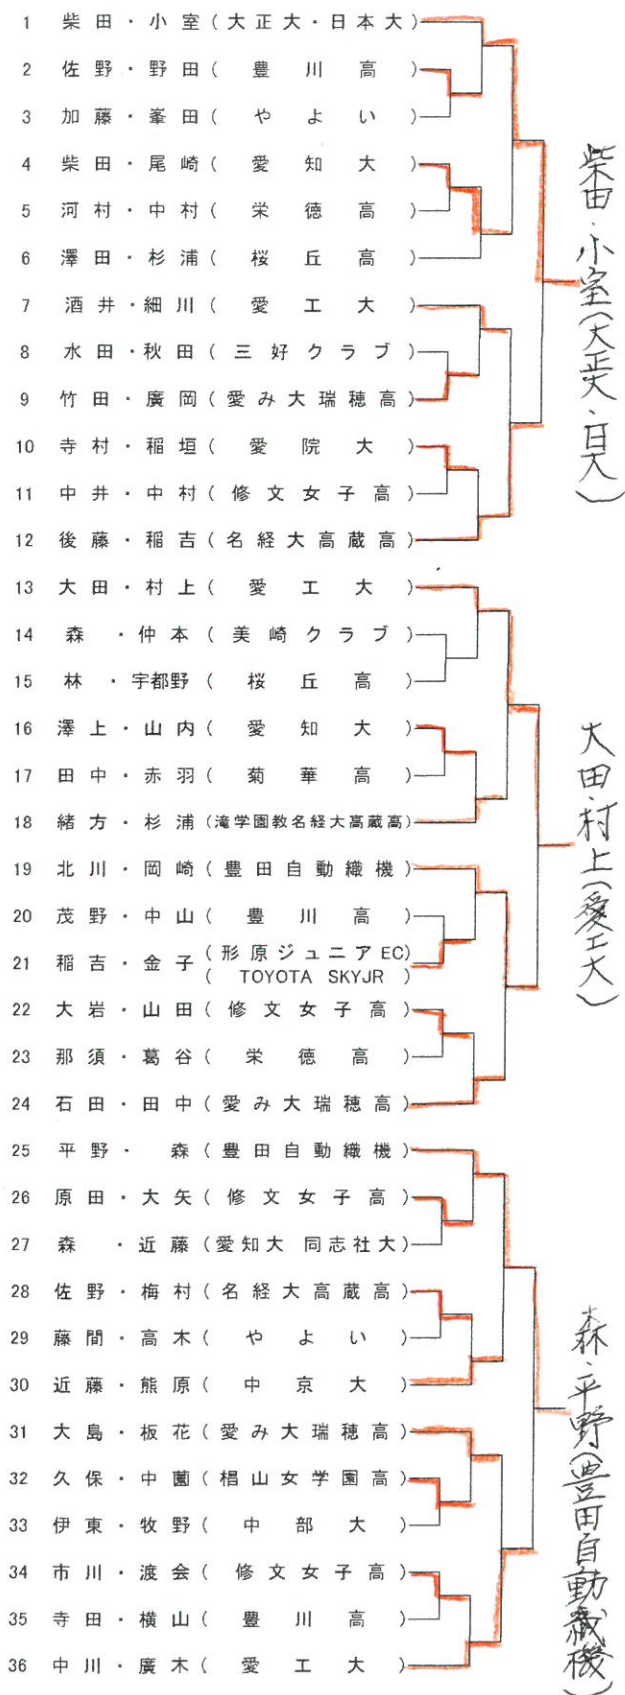 1 柴田・小室(大正大・日本大)
2 佐野・野田(豊川高)
3 加藤・峯田(やよい)
4 柴田・尾崎(愛知大)
5 河村・中村(栄徳高)
6 澤田・杉浦(桜丘高)
7 酒井・細川(愛工大)
8 水田・秋田(三好クラブ)
9 竹田・廣岡(愛み大瑞穂高)
10 寺村・稲垣(愛院大)
11 中井・中村(修文女子高)
12 後藤・稲吉(名経大高蔵高)
13 大田・村上(愛工大)
14 森・仲本(美崎クラブ)
15 林・宇都野(桜丘高)
16 澤上・山内(愛知大)
17 田中・赤羽(菊華高)
18 緒方・杉浦(滝学園教名経大高蔵高)
19 北川・岡崎(豊田自動織機)
20 茂野・中山(豊川高)
21 稲吉・金子(形原ジュニアEC)
(TOYOTA SKYJR)
22 大岩・山田(修文女子高)
23 那須・葛谷(栄徳高)
24 石田・田中(愛み大瑞穂高)
25 平野・森(豊田自動織機)
26 原田・大矢(修文女子高)
27 森・近藤(愛知大 同志社大)
28 佐野・梅村(名経大高蔵高)
29 藤間・高木(やよい)
30 近藤・熊原(中京大)
31 大島・板花(愛み大瑞穂高)
32 久保・中薗(椙山女学園高)
33 伊東・牧野(中部大)
34 市川・渡会(修文女子高)
35 寺田・横山(豊川高)
36 中川・廣木(愛工大)
柴田・小室(大正大・日大)
大田・村上(愛工大)
森・平野(豊田自動織機)